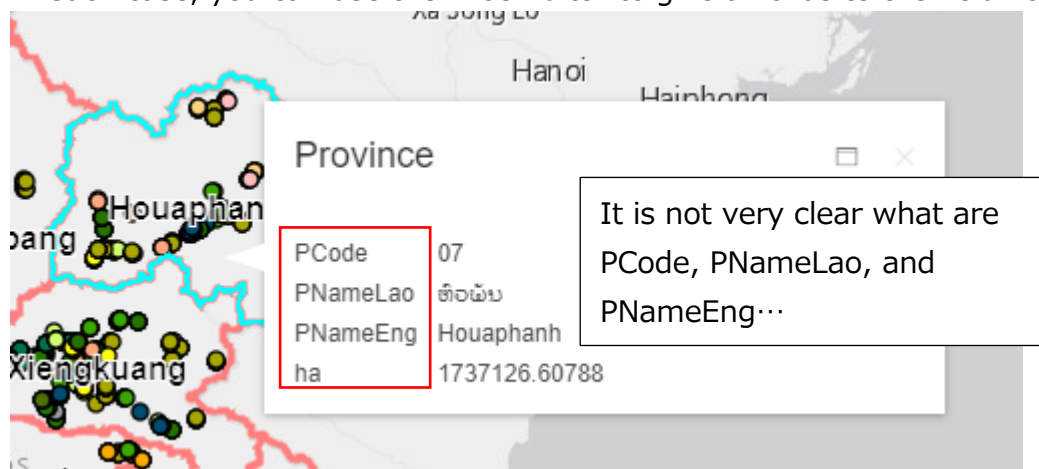 Hanoi
Haiphong
Province
Houaphan
PCode 07
PNameLao ຫົວພັນ
PNameEng Houaphanh
ha 1737126.60788
It is not very clear what are
PCode, PNameLao, and
PNameEng…
Xiengkuang